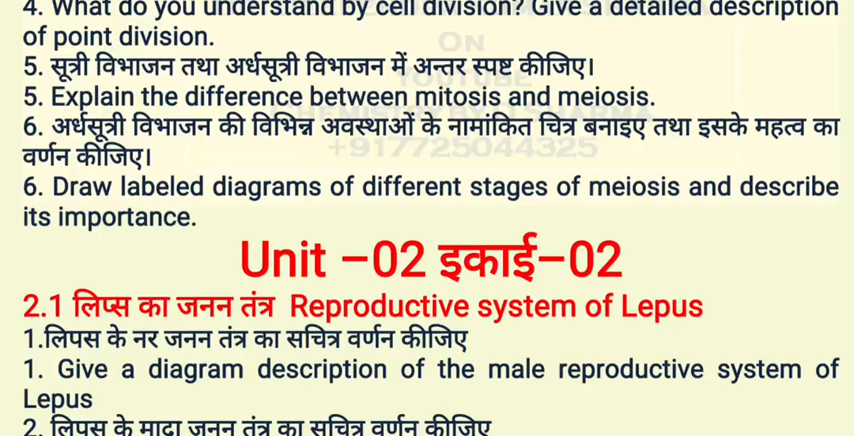 4. What do you understand by cell division? Give a detailed description
of point division.
ON
5. सूत्री विभाजन तथा अर्धसूत्री विभाजन में अन्तर स्पष्ट कीजिए।
YOUTUBE
5. Explain the difference between mitosis and meiosis.
6. अर्धसूत्री विभाजन की विभिन्न अवस्थाओं के नामांकित चित्र बनाइए तथा इसके महत्व का
वर्णन कीजिए।
+917725044325
6. Draw labeled diagrams of different stages of meiosis and describe
its importance.
Unit –02 इकाई–02
2.1 लिप्स का जनन तंत्र Reproductive system of Lepus
1.लिपस के नर जनन तंत्र का सचित्र वर्णन कीजिए
1. Give a diagram description of the male reproductive system of
Lepus
2. लिपस के मादा जनन तंत्र का सचित्र वर्णन कीजिए